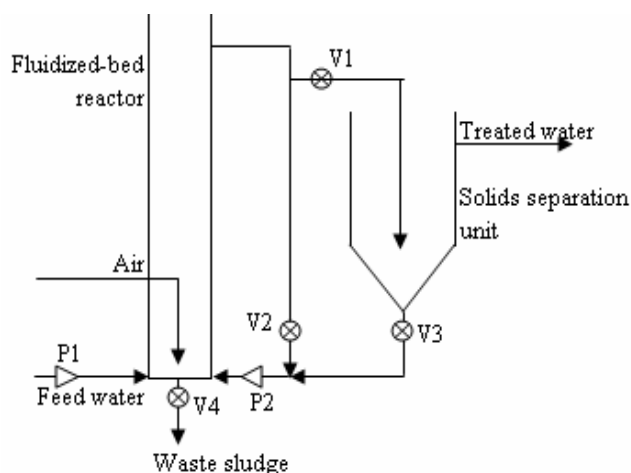 V1
Fluidized-bed
reactor
Treated water
Solids separation
unit
Air
V2
V3
P1
Feed water
V4
P2
Waste sludge